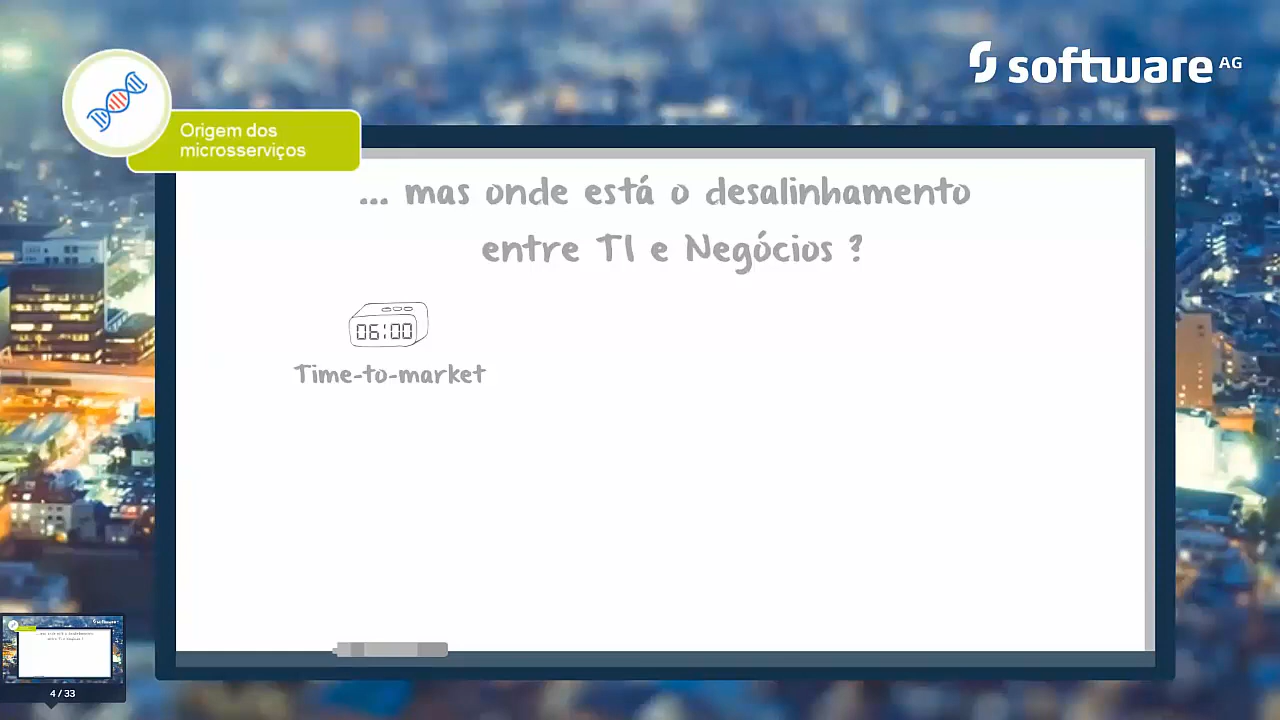 software AG
Origem dos
microsserviços
... mas onde está o desalinhamento
entre TI e Negócios ?
06:00
Time-to-market
4 / 33